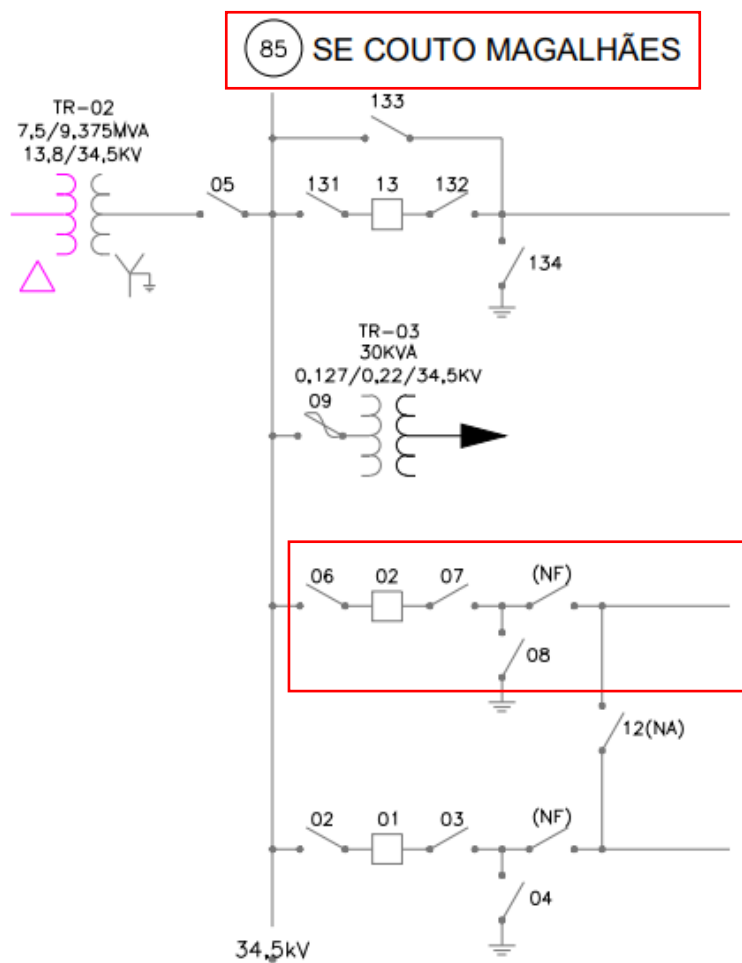 85 SE COUTO MAGALHÃES
TR-02
7,5/9,375MVA
13,8/34,5KV
133
05
131 13 132
134
TR-03
30KVA
0,127/0,22/34,5KV
09
06 02 07 (NF)
08
12(NA)
02 01 03 (NF)
04
34,5kV